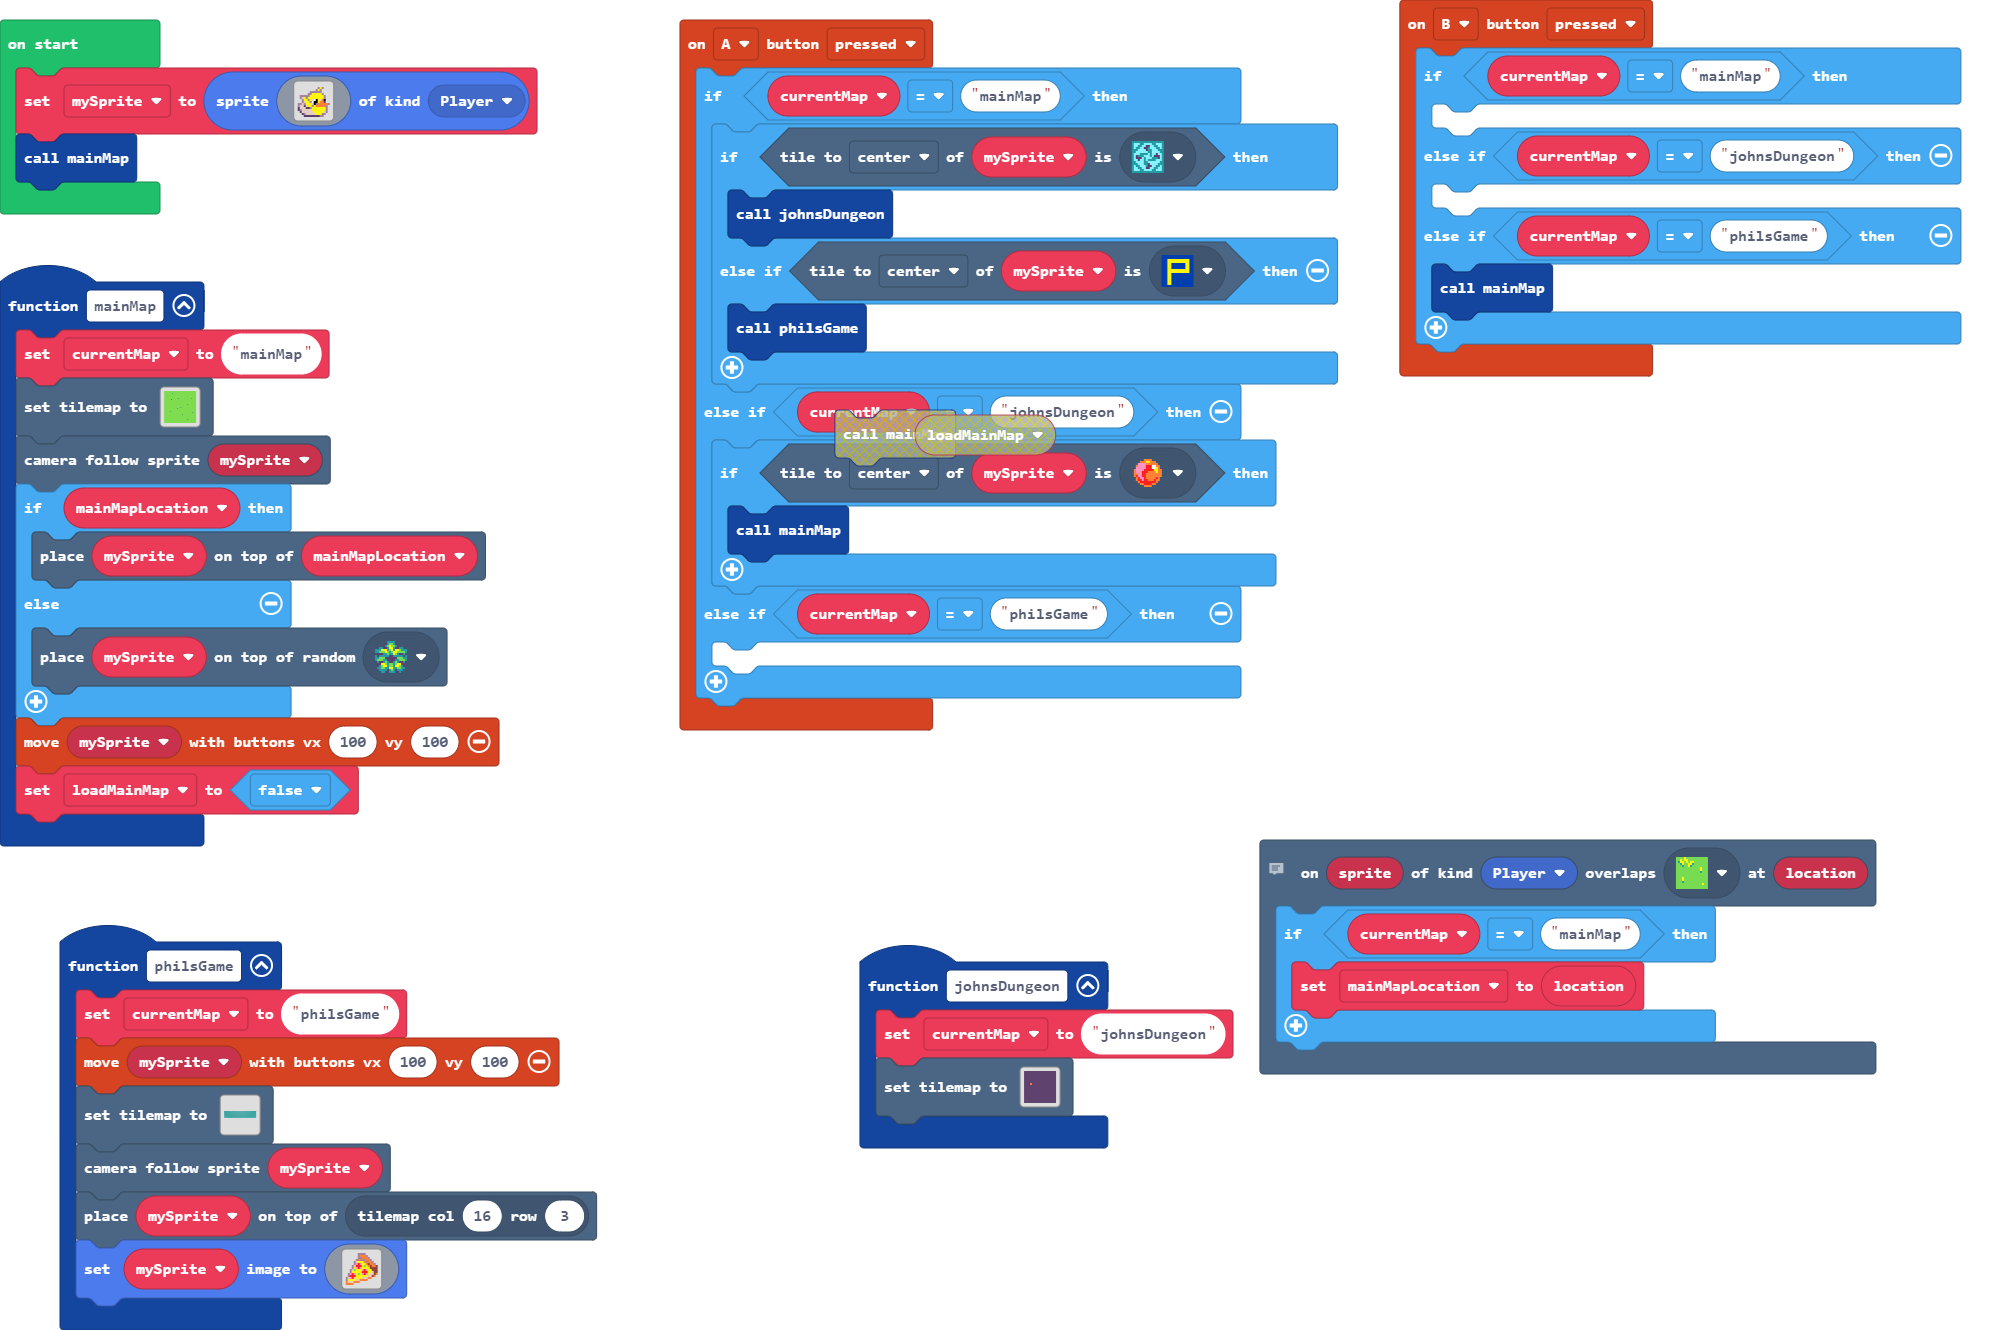 on start
set mySprite to sprite of kind Player
call mainMap
function mainMap
set currentMap to "mainMap"
set tilemap to
camera follow sprite mySprite
if mainMapLocation then
place mySprite on top of mainMapLocation
else
place mySprite on top of random
move mySprite with buttons vx 100 vy 100
set loadMainMap to false
function philsGame
set currentMap to "philsGame"
move mySprite with buttons vx 100 vy 100
set tilemap to
camera follow sprite mySprite
place mySprite on top of tilemap col 16 row 3
set mySprite image to
on A button pressed
if currentMap = "mainMap" then
if tile to center of mySprite is then
call johnsDungeon
else if tile to center of mySprite is P then
call philsGame
else if currentMap = "johnsDungeon" then
call main loadMainMap
if tile to center of mySprite is then
call mainMap
else if currentMap = "philsGame" then
on B button pressed
if currentMap = "mainMap" then
else if currentMap = "johnsDungeon" then
else if currentMap = "philsGame" then
call mainMap
on sprite of kind Player overlaps at location
if currentMap = "mainMap" then
set mainMapLocation to location
function johnsDungeon
set currentMap to "johnsDungeon"
set tilemap to